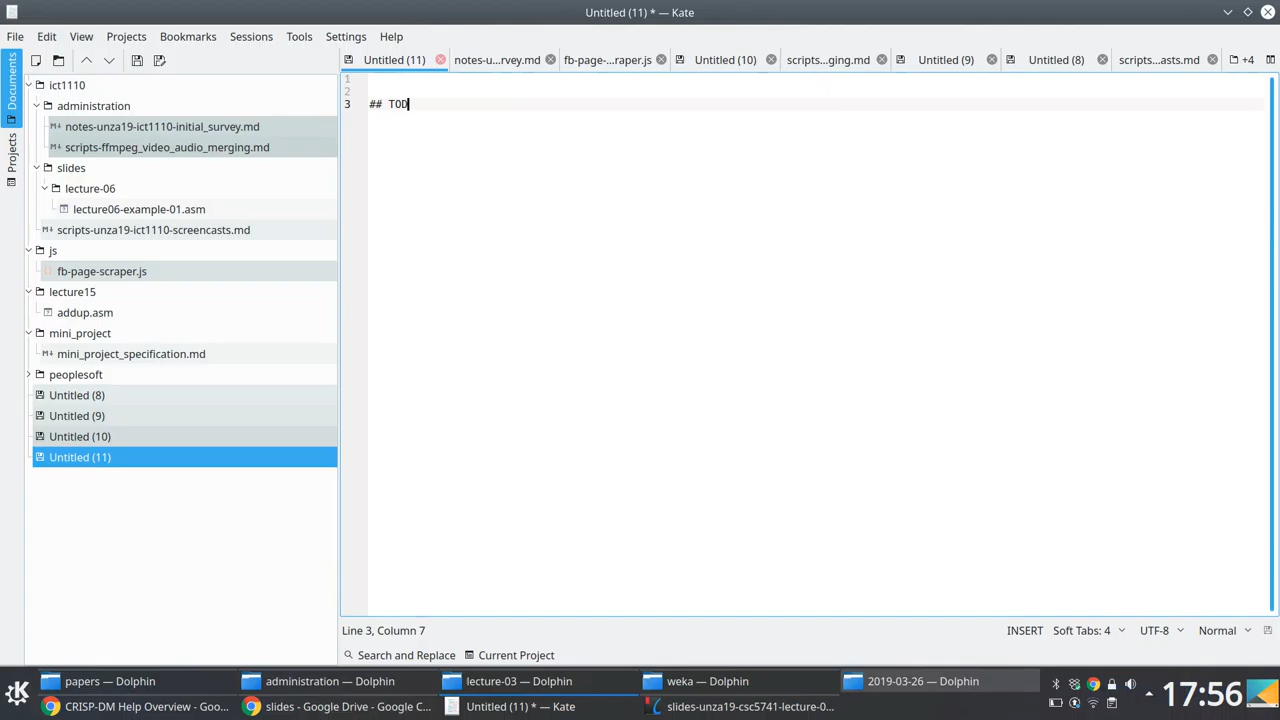 Untitled (11) * — Kate
File Edit View Projects Bookmarks Sessions Tools Settings Help
Documents
Projects
Untitled (11) notes-u...rvey.md fb-page-...raper.js Untitled (10) scripts...ging.md Untitled (9) Untitled (8) scripts...asts.md +4
ict1110
administration
notes-unza19-ict1110-initial_survey.md
scripts-ffmpeg_video_audio_merging.md
slides
lecture-06
lecture06-example-01.asm
scripts-unza19-ict1110-screencasts.md
js
fb-page-scraper.js
lecture15
addup.asm
mini_project
mini_project_specification.md
peoplesoft
Untitled (8)
Untitled (9)
Untitled (10)
Untitled (11)
1
2
3 ## TOD
Line 3, Column 7 INSERT Soft Tabs: 4 UTF-8 Normal
Search and Replace Current Project
papers — Dolphin administration — Dolphin lecture-03 — Dolphin weka — Dolphin 2019-03-26 — Dolphin
CRISP-DM Help Overview - Goo... slides - Google Drive - Google C... Untitled (11) * — Kate slides-unza19-csc5741-lecture-0...
17:56